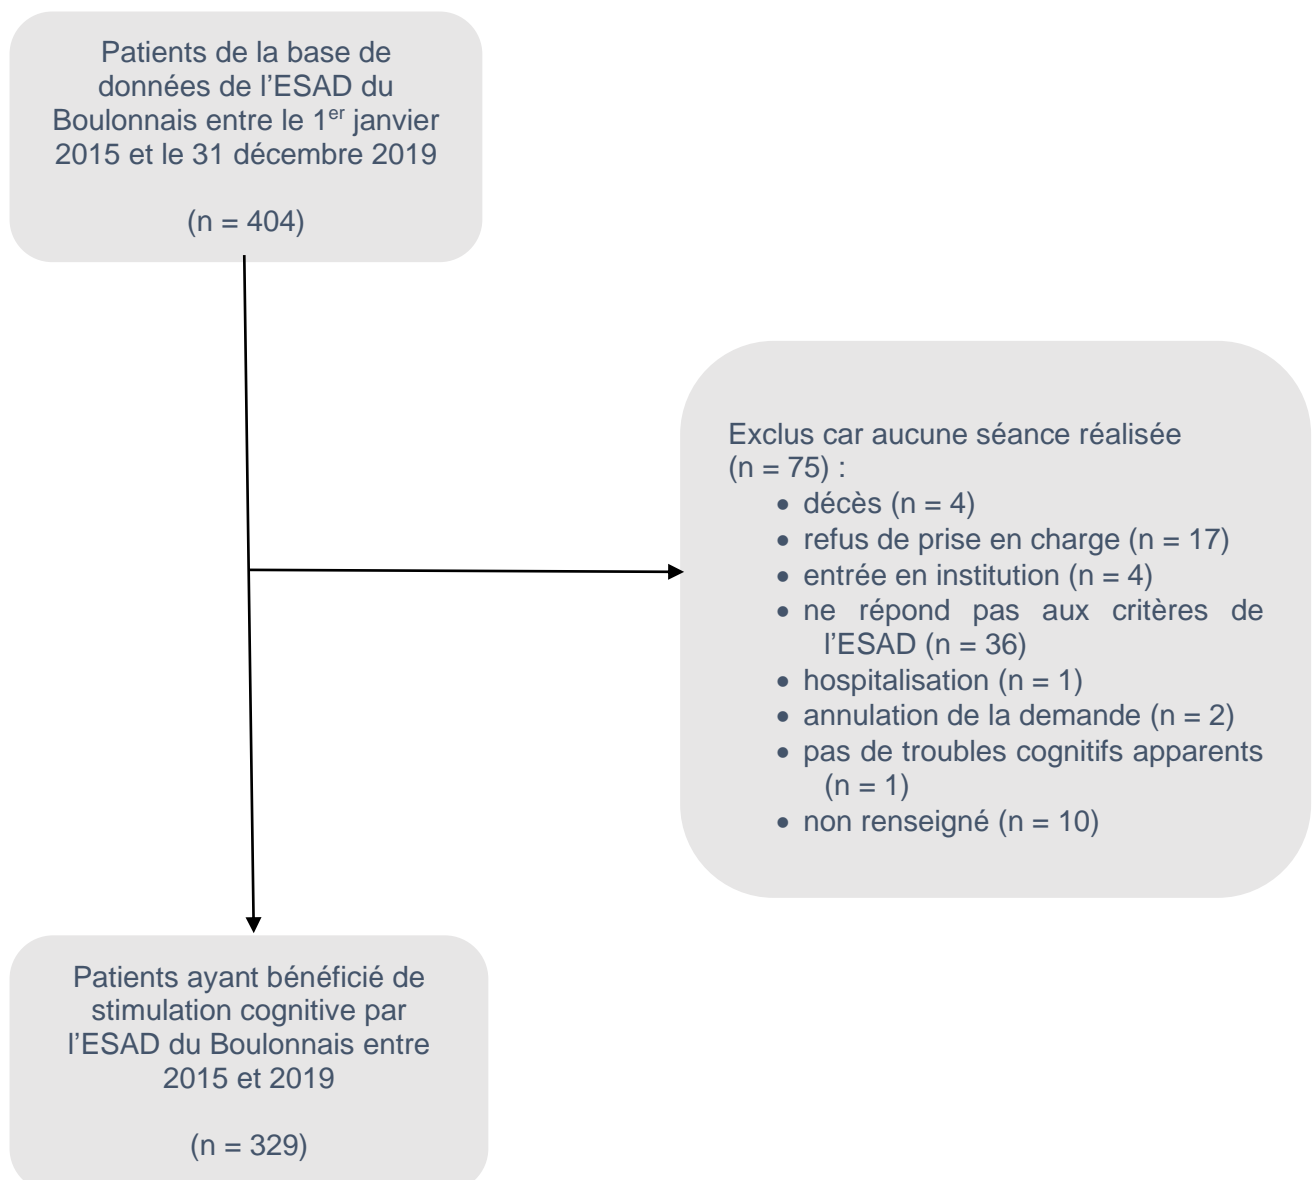 Patients de la base de
données de l’ESAD du
Boulonnais entre le 1er janvier
2015 et le 31 décembre 2019
(n = 404)
Exclus car aucune séance réalisée
(n = 75) :
• décès (n = 4)
• refus de prise en charge (n = 17)
• entrée en institution (n = 4)
• ne répond pas aux critères de
l’ESAD (n = 36)
• hospitalisation (n = 1)
• annulation de la demande (n = 2)
• pas de troubles cognitifs apparents
(n = 1)
• non renseigné (n = 10)
Patients ayant bénéficié de
stimulation cognitive par
l’ESAD du Boulonnais entre
2015 et 2019
(n = 329)